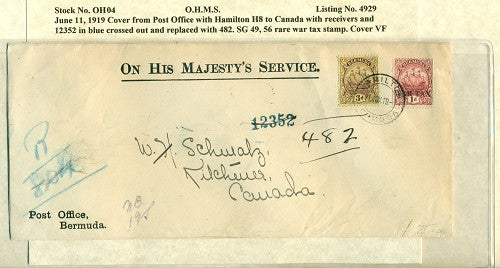 Stock No. OH04 O.H.M.S. Listing No. 4929
June 11, 1919 Cover from Post Office with Hamilton H8 to Canada with receivers and
12352 in blue crossed out and replaced with 482. SG 49, 56 rare war tax stamp. Cover VF
ON HIS MAJESTY'S SERVICE.
BERMUDA
TAX
12352
482
W. H. Schmalz,
Kitchener,
Canada.
R
Post Office,
Bermuda.